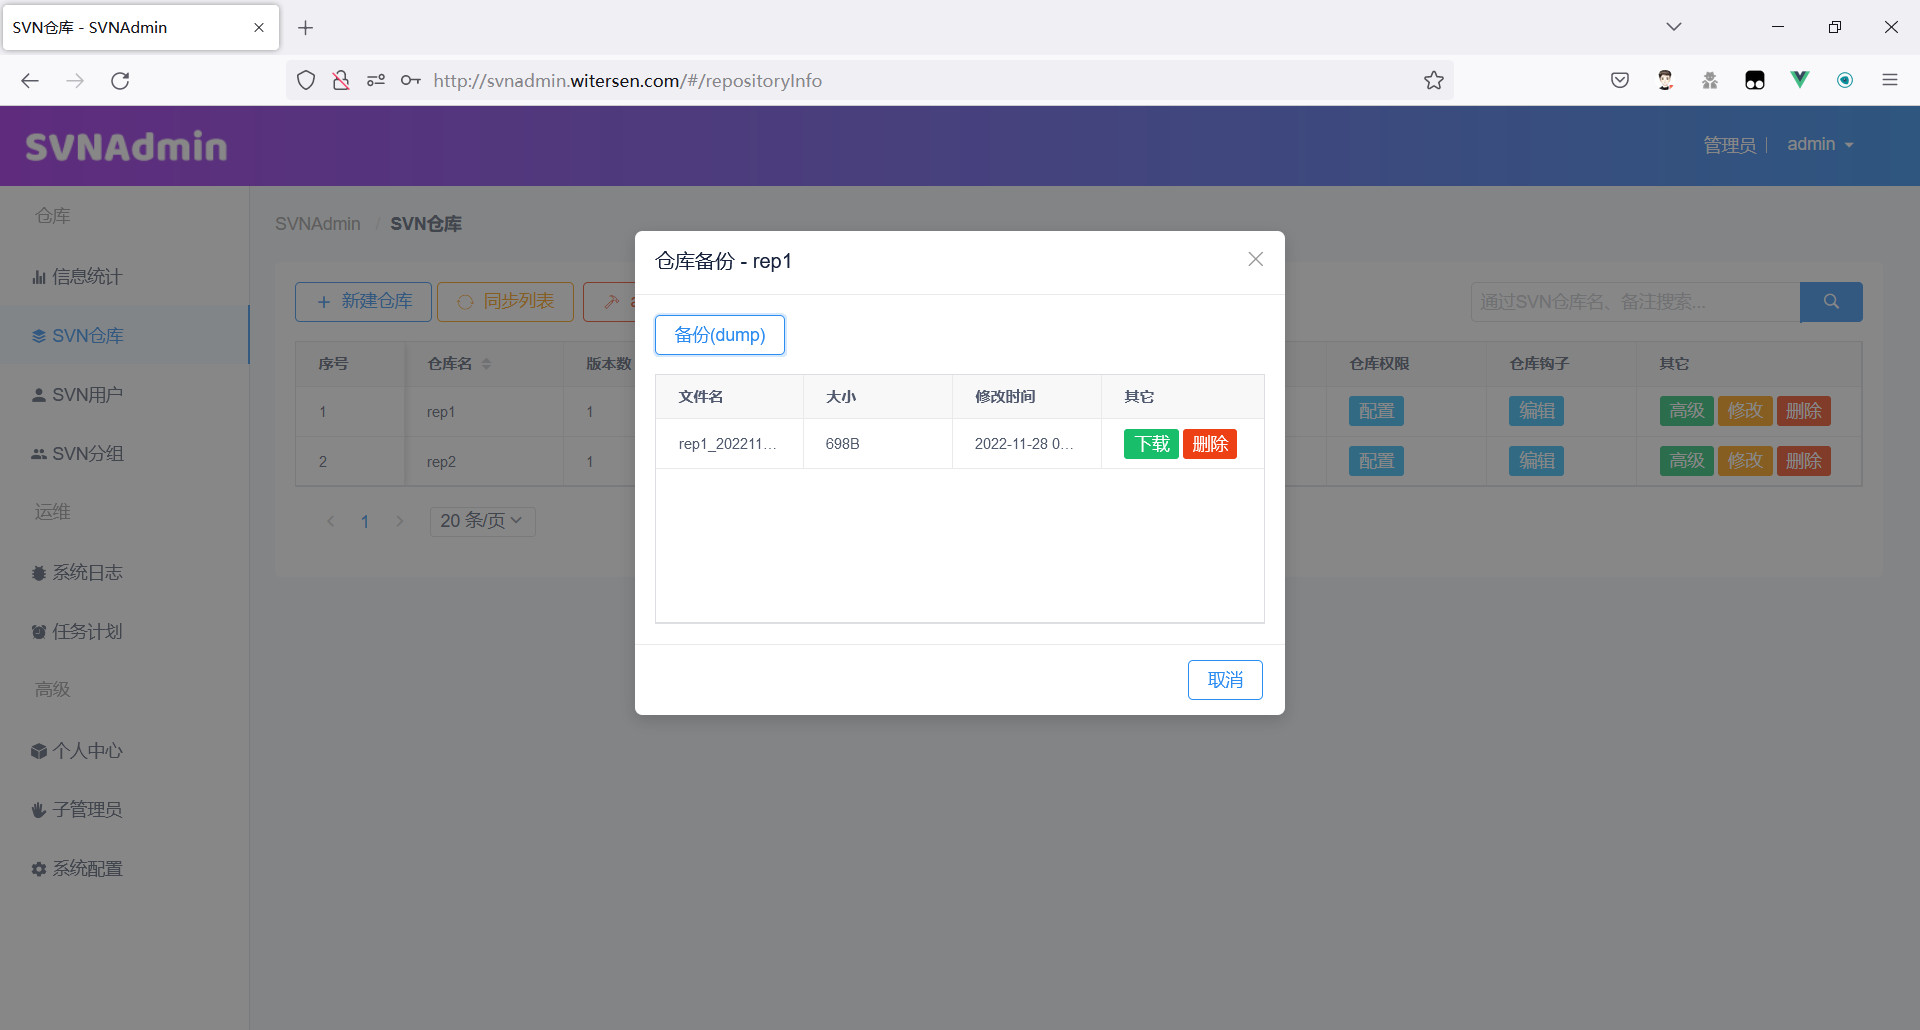 SVN仓库 - SVNAdmin
http://svnadmin.witersen.com/#/repositoryInfo
SVNAdmin
管理员 | admin
仓库
信息统计
SVN仓库
SVN用户
SVN分组
运维
系统日志
任务计划
高级
个人中心
子管理员
系统配置
SVNAdmin / SVN仓库
新建仓库
同步列表
通过SVN仓库名、备注搜索...
序号 仓库名 版本数 仓库权限 仓库钩子 其它
1 rep1 1 配置 编辑 高级 修改 删除
2 rep2 1 配置 编辑 高级 修改 删除
1 20 条/页
仓库备份 - rep1
备份(dump)
文件名 大小 修改时间 其它
rep1_202211... 698B 2022-11-28 0... 下载 删除
取消